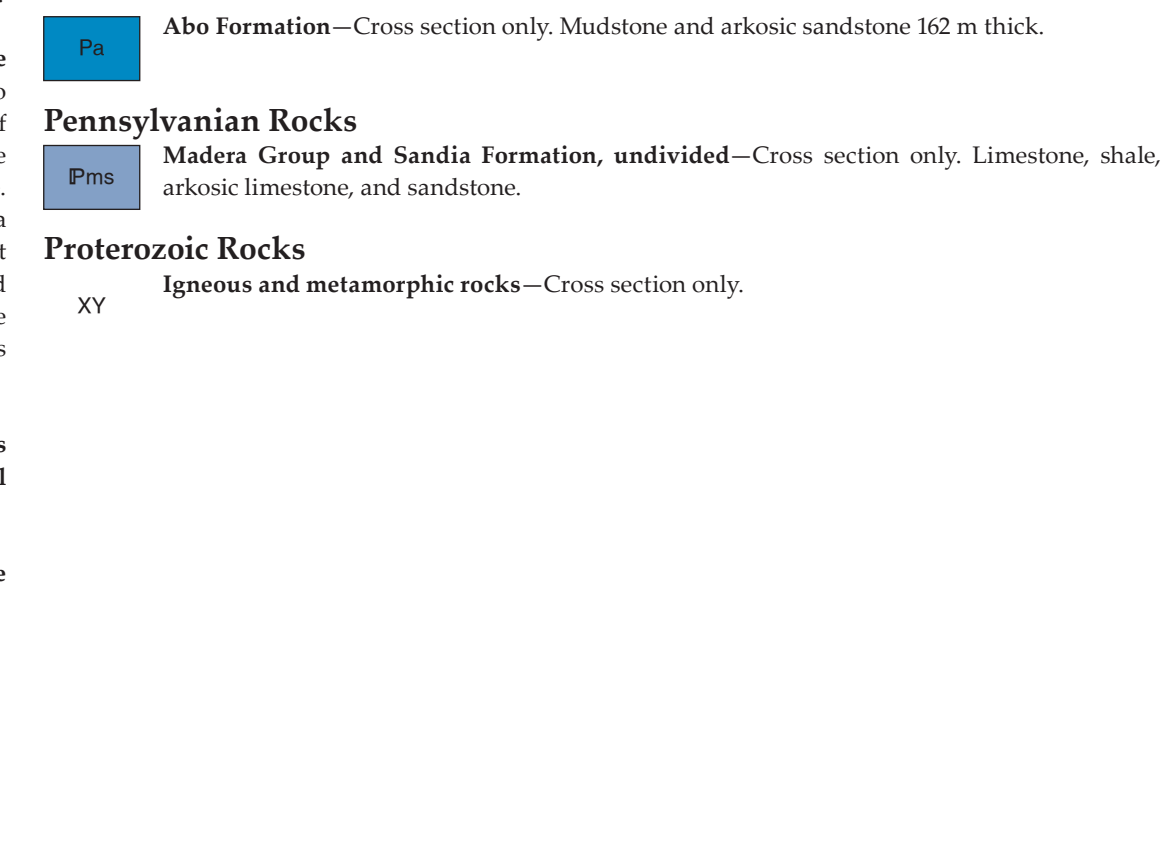 Pa
Abo Formation—Cross section only. Mudstone and arkosic sandstone 162 m thick.
Pennsylvanian Rocks
ℙms
Madera Group and Sandia Formation, undivided—Cross section only. Limestone, shale,
arkosic limestone, and sandstone.
Proterozoic Rocks
XY
Igneous and metamorphic rocks—Cross section only.